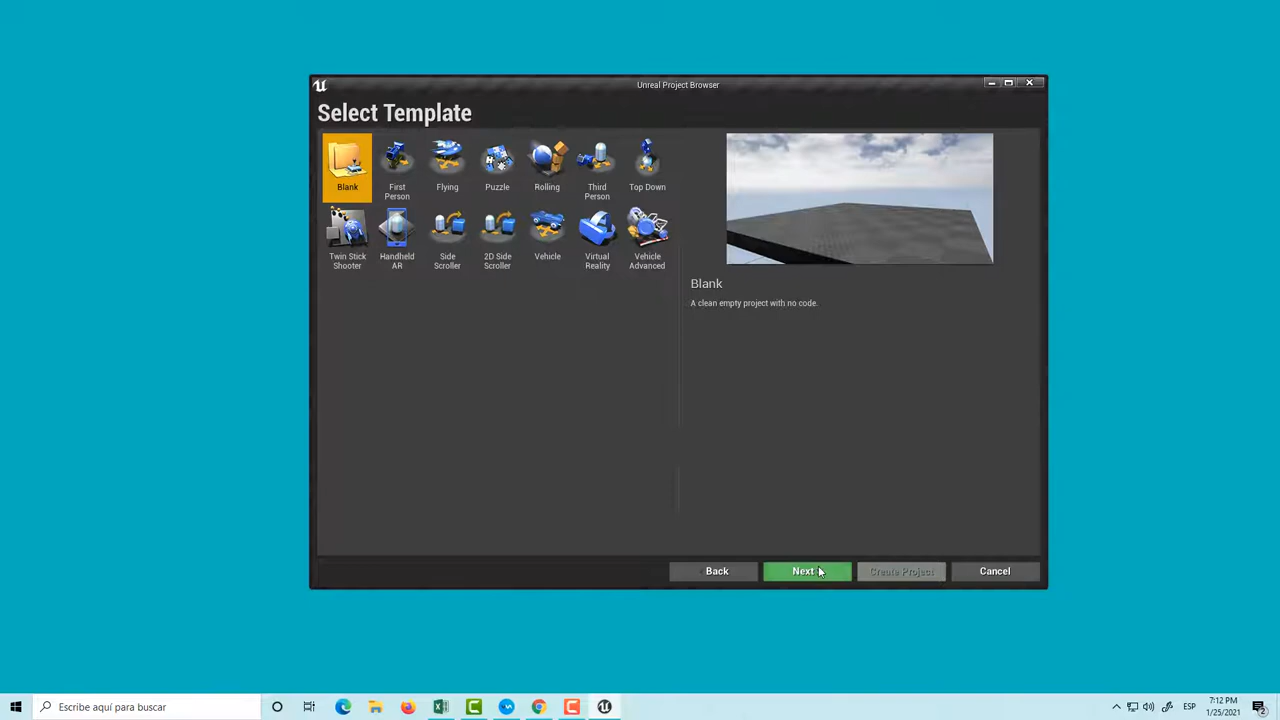 Unreal Project Browser
Select Template
Blank
First
Person
Flying
Puzzle
Rolling
Third
Person
Top Down
Twin Stick
Shooter
Handheld
AR
Side
Scroller
2D Side
Scroller
Vehicle
Virtual
Reality
Vehicle
Advanced
Blank
A clean empty project with no code.
Back
Next
Create Project
Cancel
Escribe aquí para buscar
ESP
7:12 PM
1/25/2021
2